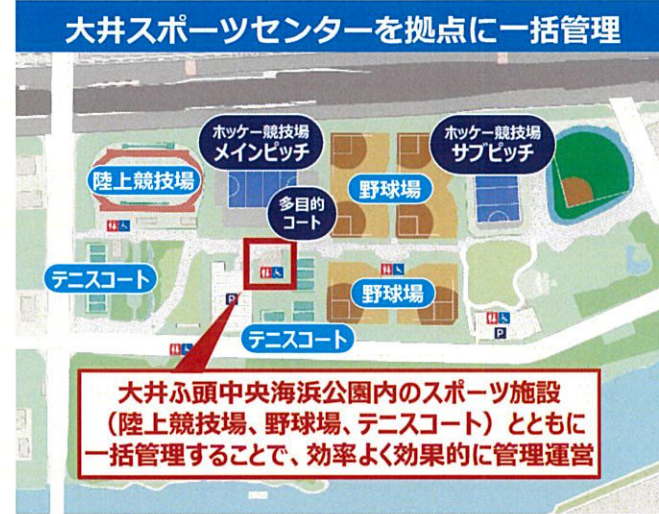 大井スポーツセンターを拠点に一括管理
ホッケー競技場
メインピッチ
ホッケー競技場
サブピッチ
陸上競技場
野球場
多目的
コート
テニスコート
P
野球場
P
テニスコート
大井ふ頭中央海浜公園内のスポーツ施設
（陸上競技場、野球場、テニスコート）とともに
一括管理することで、効率よく効果的に管理運営